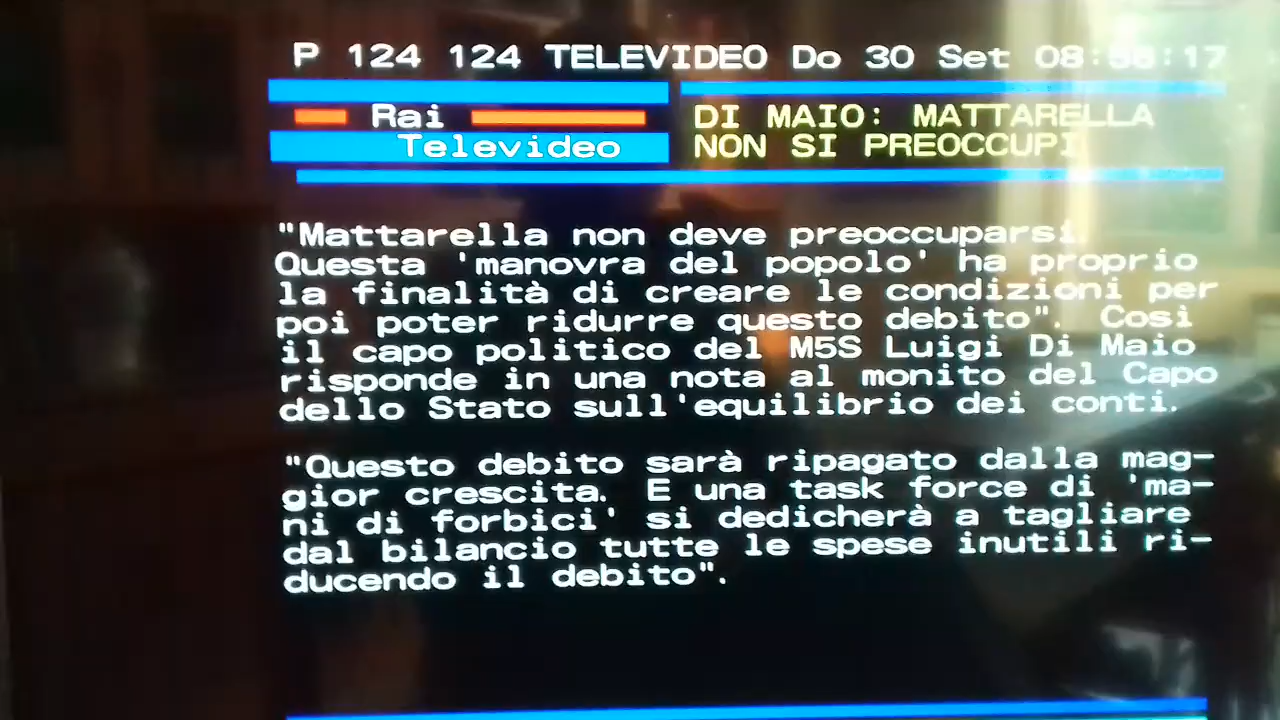 P 124 124 TELEVIDEO Do 30 Set
Rai
Televideo
DI MAIO: MATTARELLA
NON SI PREOCCUPI
"Mattarella non deve preoccuparsi.
Questa 'manovra del popolo' ha proprio
la finalità di creare le condizioni per
poi poter ridurre questo debito". Così
il capo politico del M5S Luigi Di Maio
risponde in una nota al monito del Capo
dello Stato sull'equilibrio dei conti.
"Questo debito sarà ripagato dalla mag-
gior crescita. E una task force di 'ma-
ni di forbici' si dedicherà a tagliare
dal bilancio tutte le spese inutili ri-
ducendo il debito".